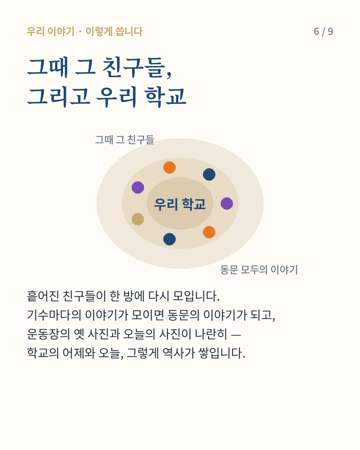 우리 이야기 · 이렇게 씁니다
6 / 9
그때 그 친구들,
그리고 우리 학교
그때 그 친구들
우리 학교
동문 모두의 이야기
흩어진 친구들이 한 방에 다시 모입니다.
기수마다의 이야기가 모이면 동문의 이야기가 되고,
운동장의 옛 사진과 오늘의 사진이 나란히 —
학교의 어제와 오늘, 그렇게 역사가 쌓입니다.